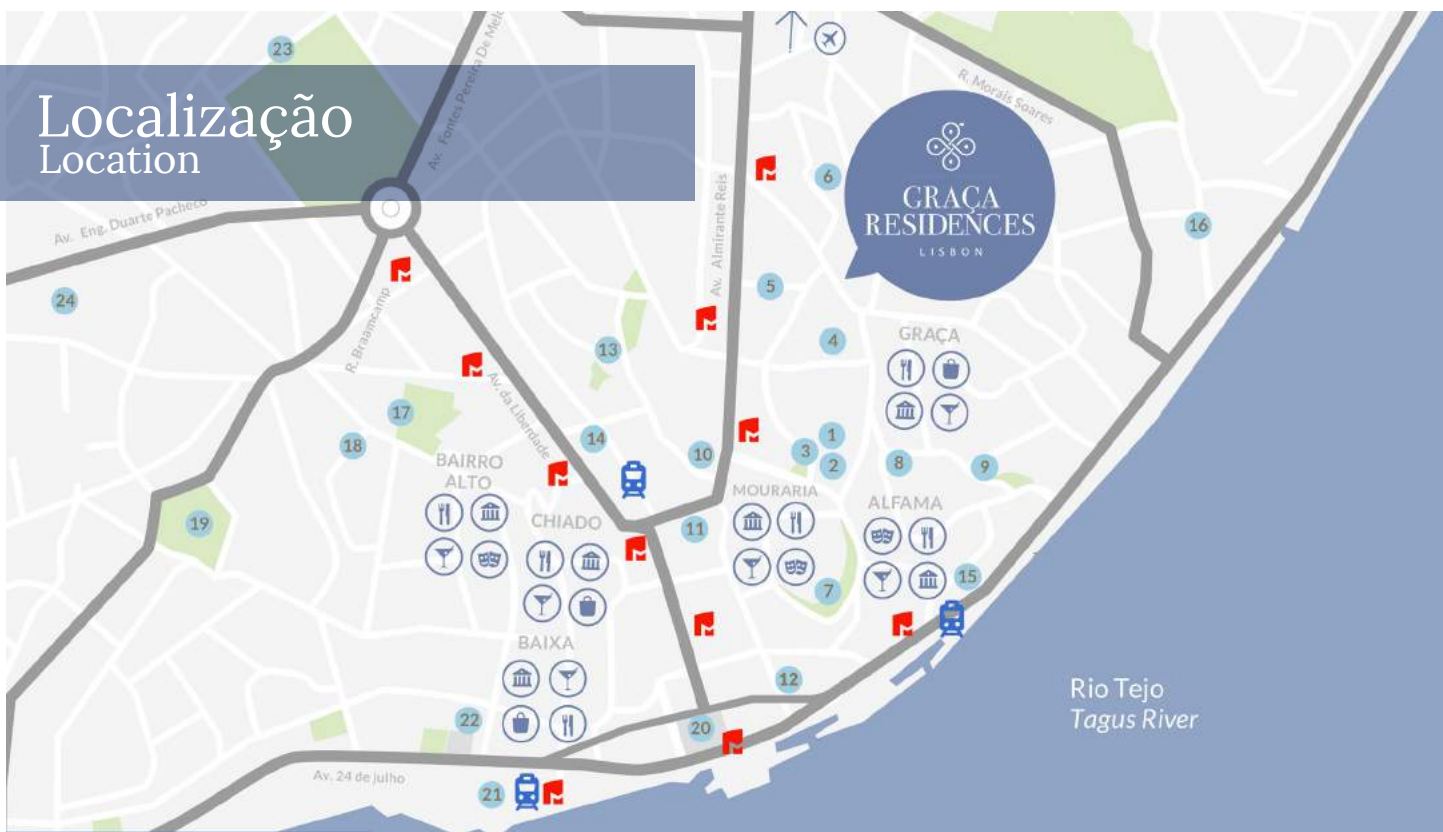 Localização
Location
23
Av. Fontes Pereira De Melo
R. Morais Soares
GRAÇA
RESIDENCES
LISBON
6
Av. Almirante Reis
16
Av. Eng. Duarte Pacheco
24
5
R. Braamcamp
13
4
GRAÇA
Av. da Liberdade
17
18
14
10
3
1
2
8
9
BAIRRO
ALTO
MOURARIA
ALFAMA
19
CHIADO
11
15
7
BAIXA
12
Rio Tejo
Tagus River
22
20
Av. 24 de julho
21